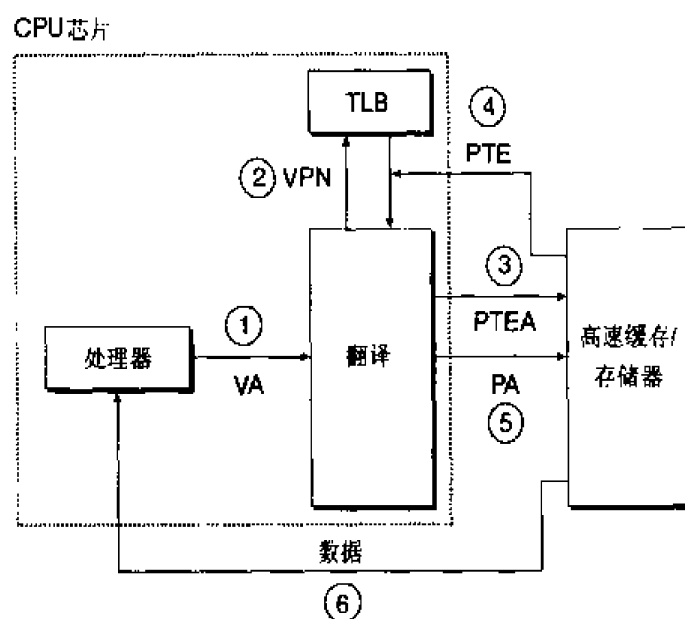 CPU芯片
TLB
④
PTE
② VPN
③
PTEA
①
处理器
VA
翻译
高速缓存/
存储器
PA
⑤
数据
⑥